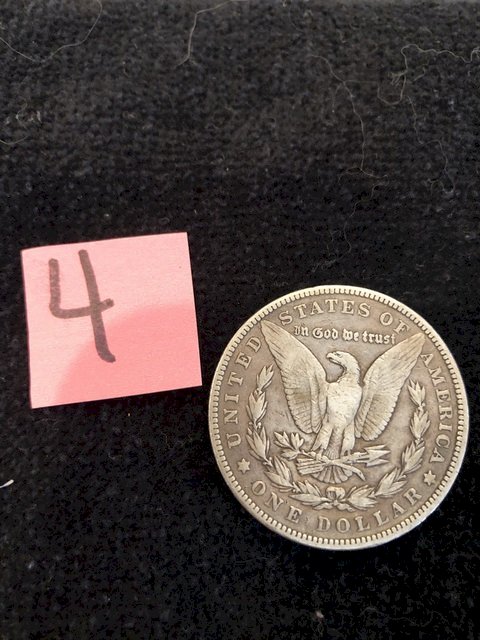 4
UNITED STATES OF AMERICA
In God we trust
ONE DOLLAR